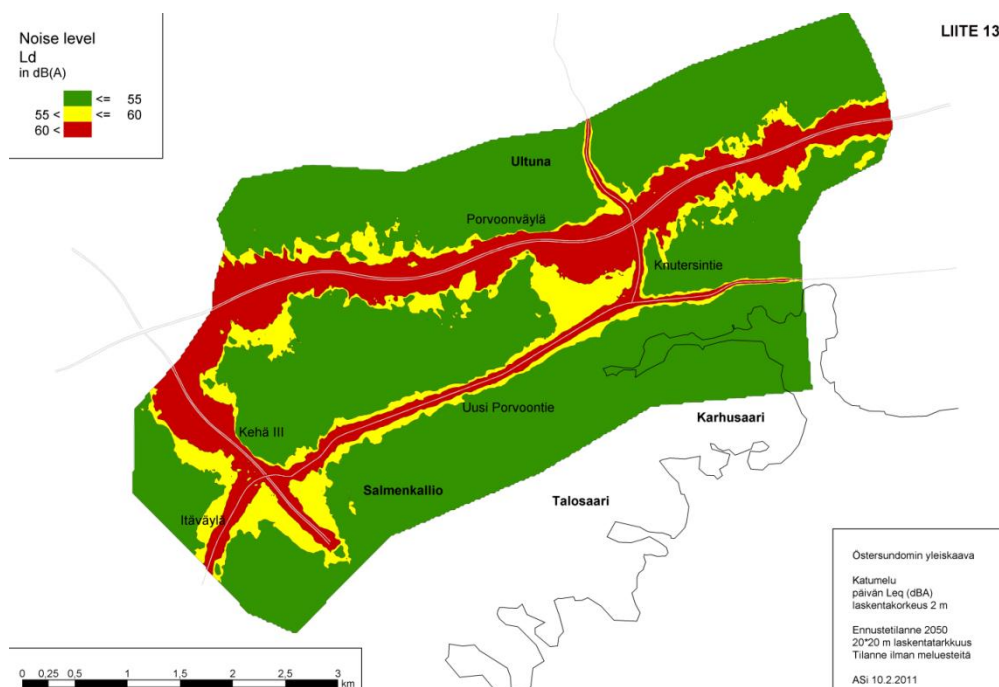 Noise level
Ld
in dB(A)
<= 55
55 < <= 60
60 <
LIITE 13
Ultuna
Porvoonväylä
Knutersintie
Uusi Porvoontie
Karhusaari
Kehä III
Salmenkallio
Talosaari
Itäväylä
Östersundomin yleiskaava
Katumelu
päivän Leq (dBA)
laskentakorkeus 2 m
Ennustetilanne 2050
20*20 m laskentatarkkuus
Tilanne ilman meluesteitä
ASi 10.2.2011
0 0,25 0,5 1 1,5 2 2,5 3
km